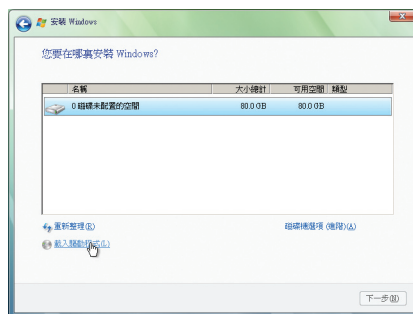 安裝 Windows
您要在哪裏安裝 Windows?
名稱 大小總計 可用空間 類型
0 磁碟未配置的空間 80.0 GB 80.0 GB
重新整理(R) 磁碟機選項 (進階)(A)
載入驅動程式(L)
下一步(N)